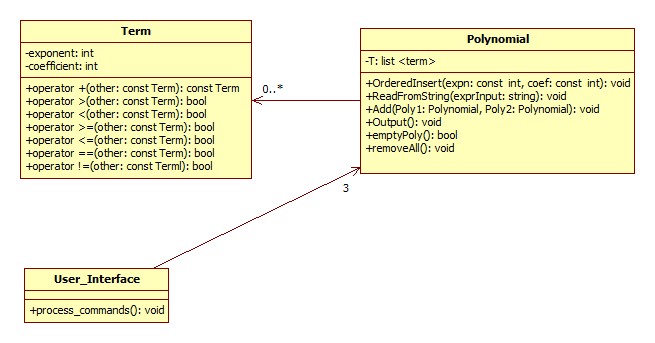 Term
-exponent: int
-coefficient: int
+operator +(other: const Term): const Term
+operator >(other: const Term): bool
+operator <(other: const Term): bool
+operator >=(other: const Term): bool
+operator <=(other: const Term): bool
+operator ==(other: const Term): bool
+operator !=(other: const Terml): bool
0..*
Polynomial
-T: list <term>
+OrderedInsert(expn: const int, coef: const int): void
+ReadFromString(exprInput: string): void
+Add(Poly1: Polynomial, Poly2: Polynomial): void
+Output(): void
+emptyPoly(): bool
+removeAll(): void
3
User_Interface
+process_commands(): void